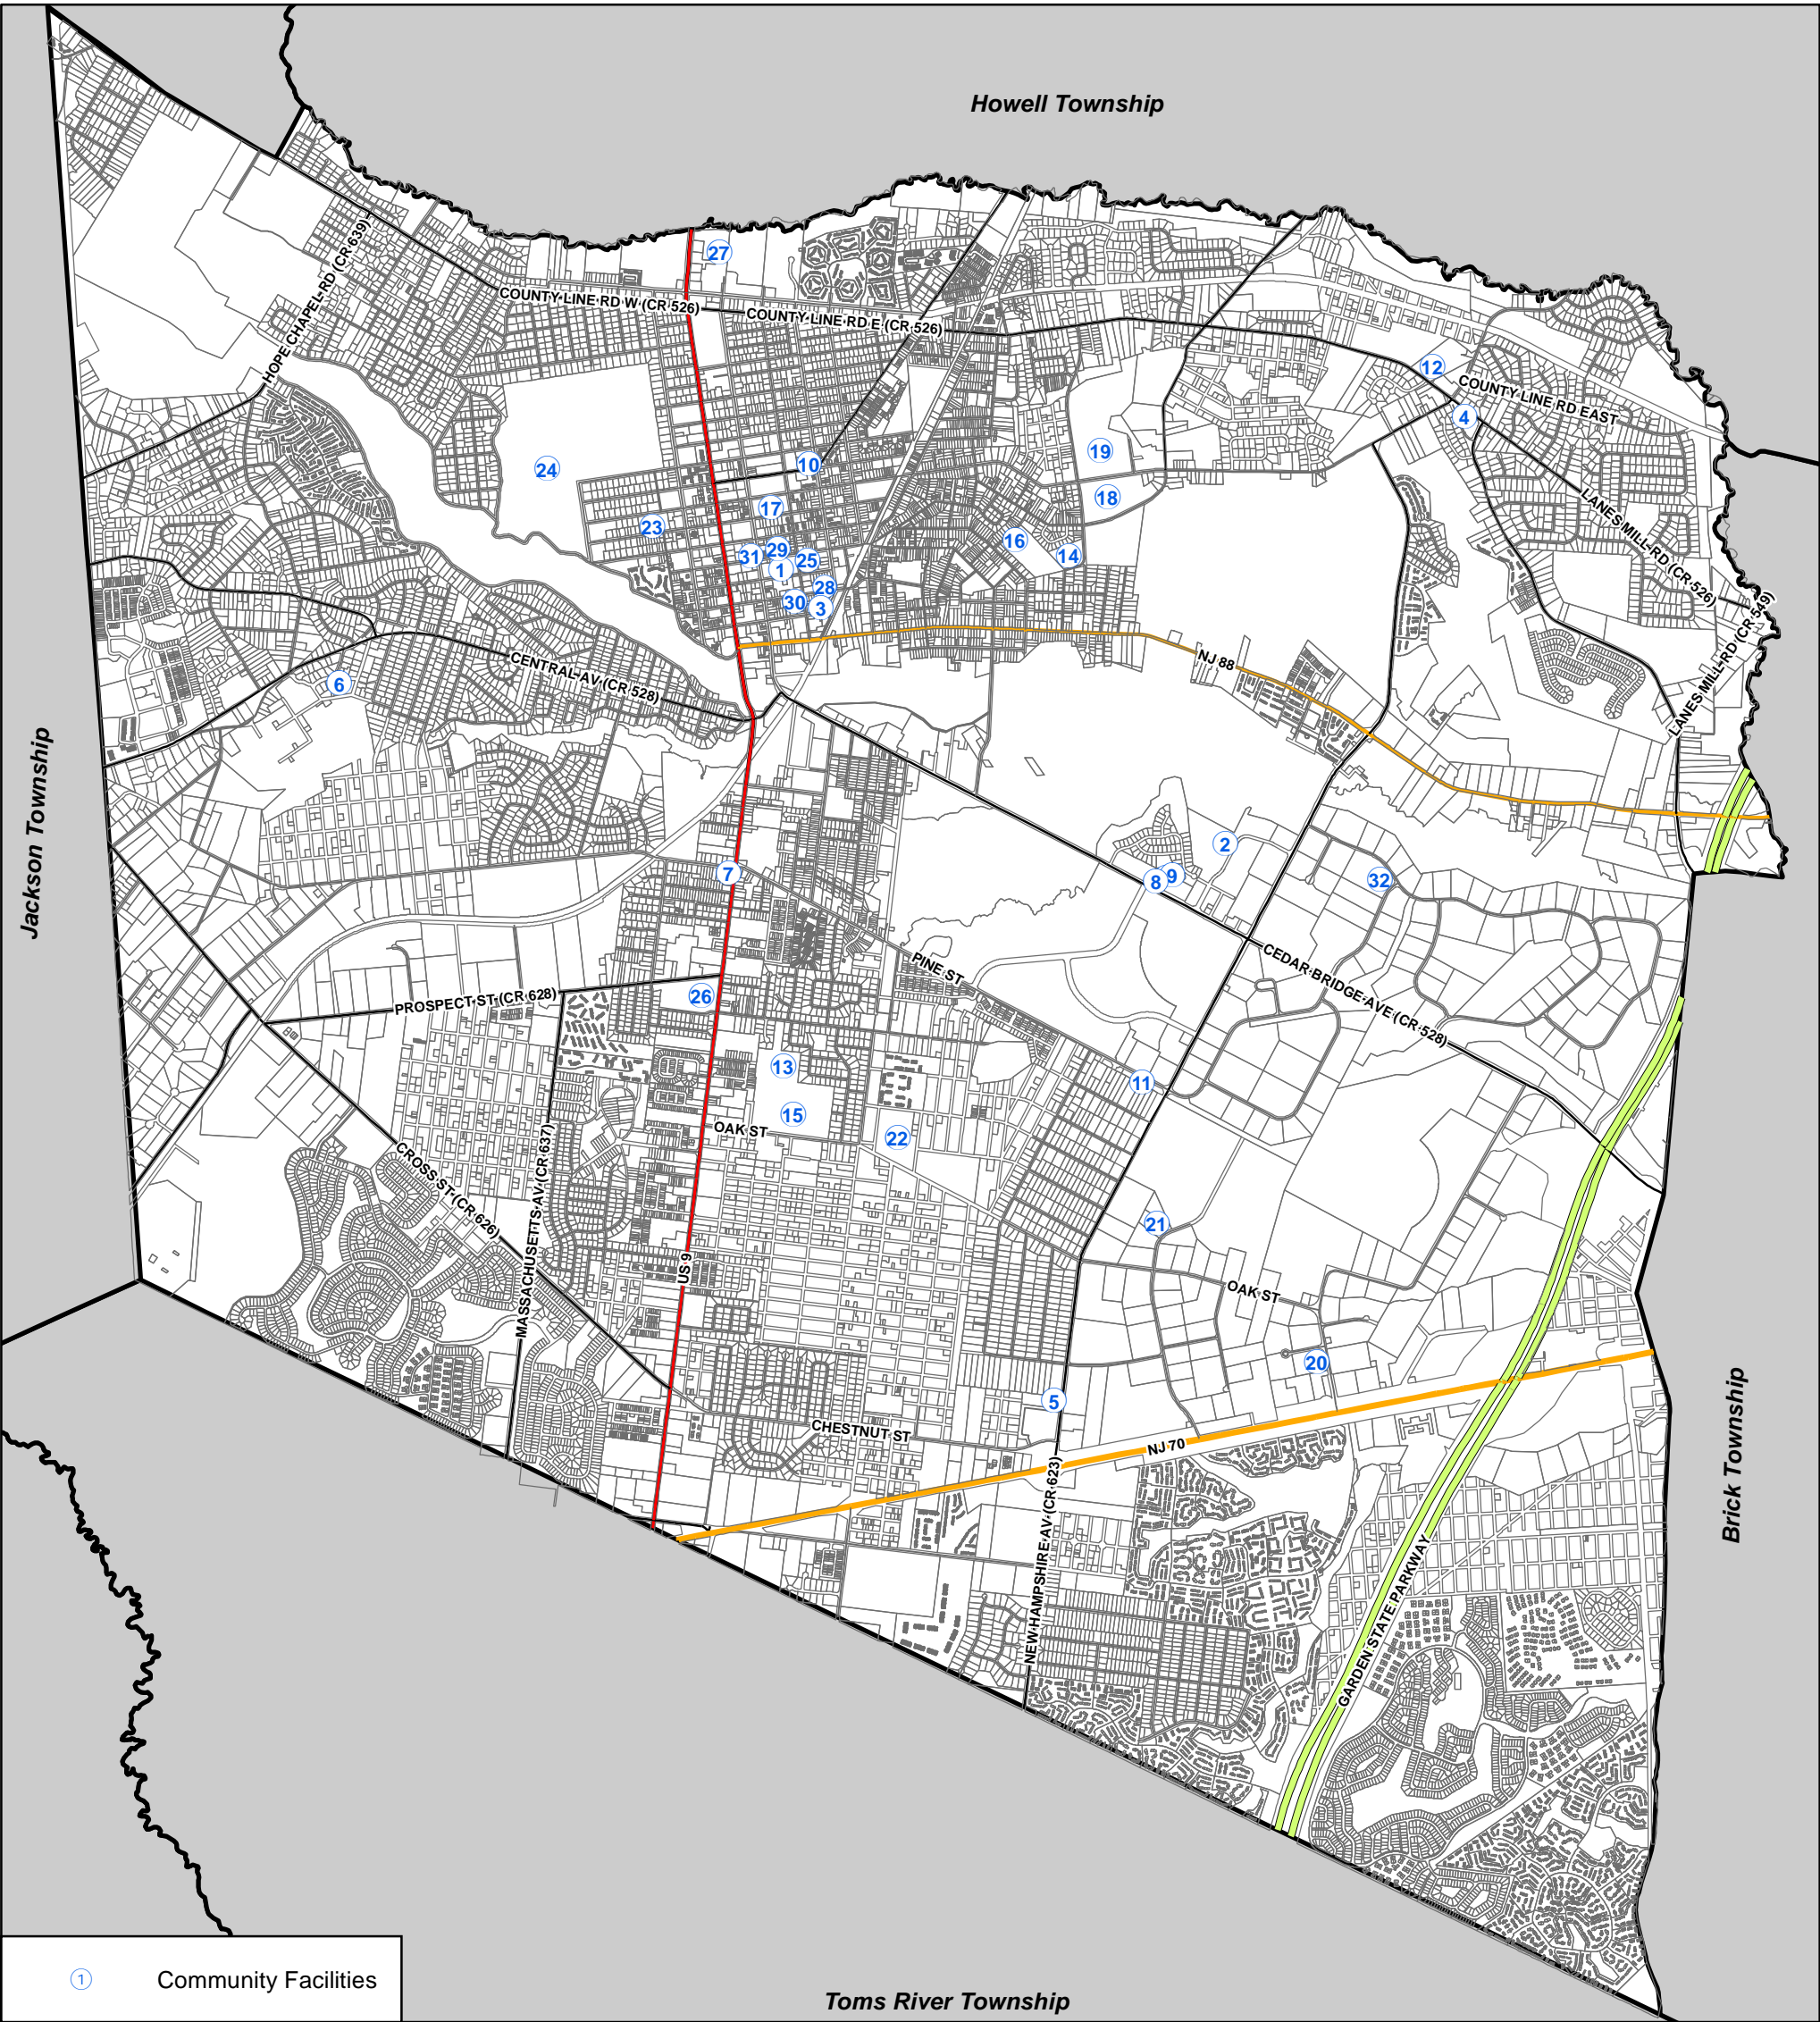 Howell Township
27
HOPE CHAPEL RD (CR 639)
COUNTY LINE RD W (CR 526)
COUNTY LINE RD E (CR 526)
12
COUNTY LINE RD EAST
4
19
10
24
18
LANES MILL RD (CR 526)
17
23
16
29
31
25
14
1
28
30
3
LANES MILL RD (CR 549)
NJ 88
CENTRAL AV (CR 528)
6
Jackson Township
2
7
9
8
32
PINE ST
CEDAR BRIDGE AVE (CR 528)
26
PROSPECT ST (CR 628)
13
11
15
OAK ST
22
CROSS ST (CR 626)
MASSACHUSETTS AV (CR 637)
21
US 9
OAK ST
20
5
CHESTNUT ST
NJ 70
Brick Township
NEW HAMPSHIRE AV (CR 623)
GARDEN STATE PARKWAY
1
Community Facilities
Toms River Township